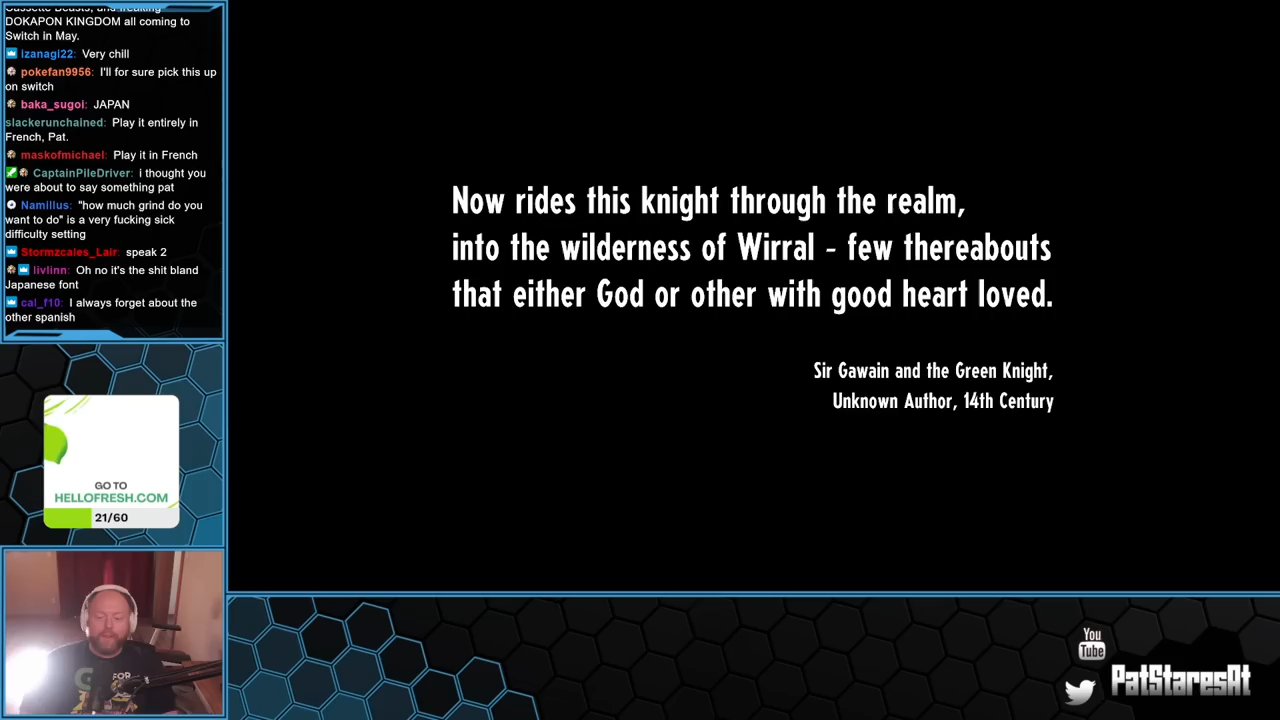 DOKAPON KINGDOM all coming to
Switch in May.
izanagi22: Very chill
pokefan9956: I'll for sure pick this up
on switch
baka_sugoi: JAPAN
slackerunchained: Play it entirely in
French, Pat.
maskofmichael: Play it in French
CaptainPileDriver: i thought you
were about to say something pat
Namillus: "how much grind do you
want to do" is a very fucking sick
difficulty setting
Stormzcales_Lair: speak 2
livlinn: Oh no it's the shit bland
Japanese font
cal_f10: I always forget about the
other spanish
GO TO
HELLOFRESH.COM
21/60
Now rides this knight through the realm,
into the wilderness of Wirral - few thereabouts
that either God or other with good heart loved.
Sir Gawain and the Green Knight,
Unknown Author, 14th Century
You
Tube
PatStaresAt